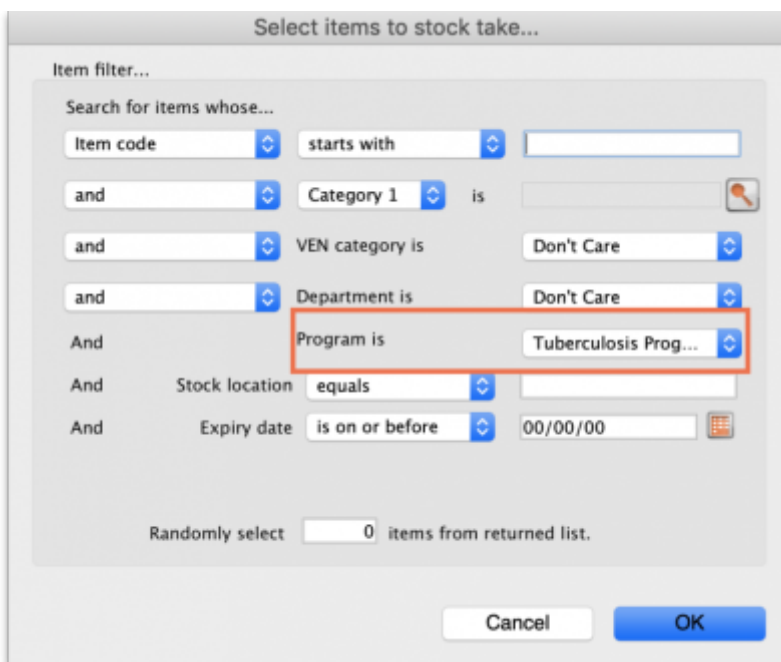 Select items to stock take...
Item filter...
Search for items whose...
Item code starts with
and Category 1 is
and VEN category is Don't Care
and Department is Don't Care
And Program is Tuberculosis Prog...
And Stock location equals
And Expiry date is on or before 00/00/00
Randomly select 0 items from returned list.
Cancel OK